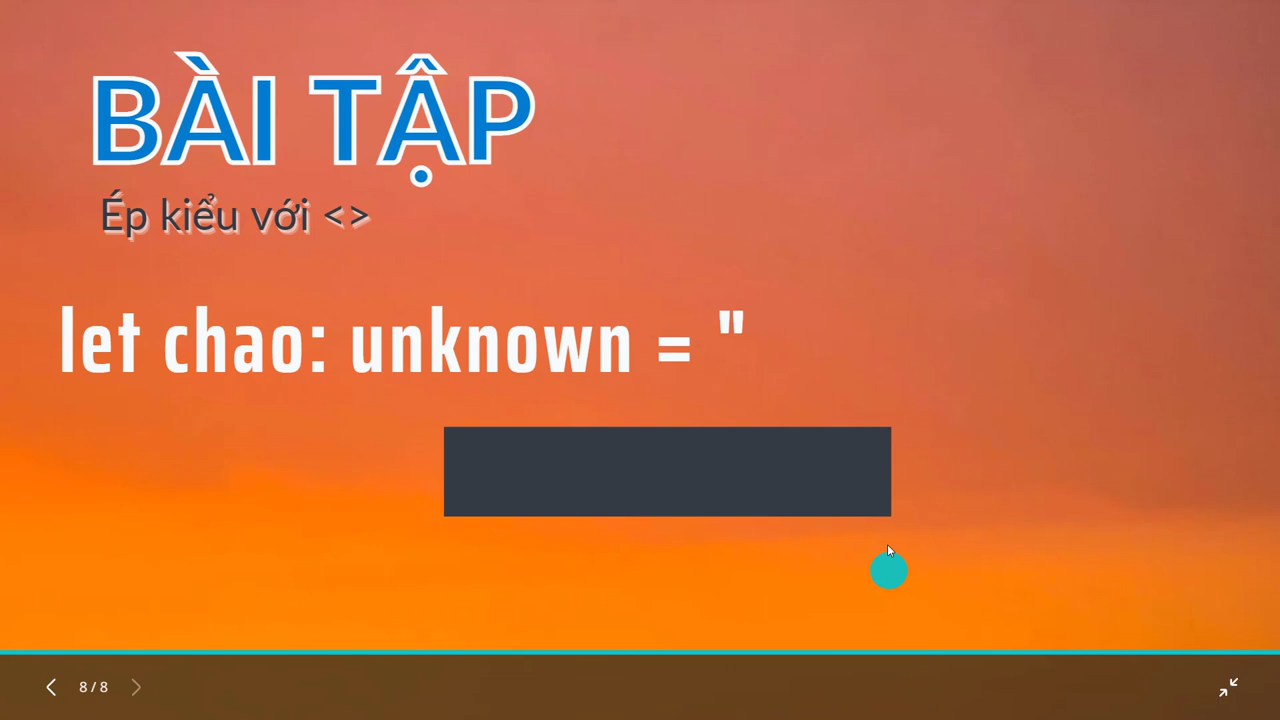 BÀI TẬP
Ép kiểu với <>
let chao: unknown = "
8 / 8